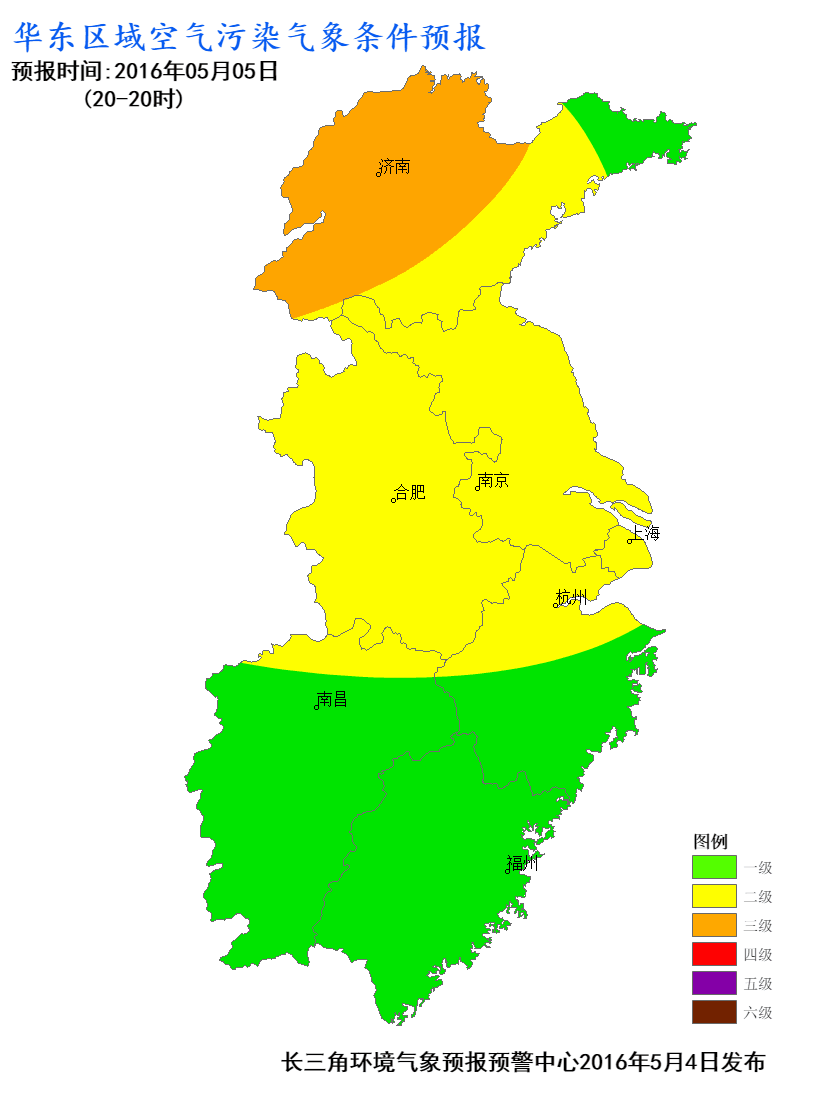 华东区域空气污染气象条件预报
预报时间:2016年05月05日
(20-20时)
济南
合肥
南京
上海
杭州
南昌
福州
图例
一级
二级
三级
四级
五级
六级
长三角环境气象预报预警中心2016年5月4日发布